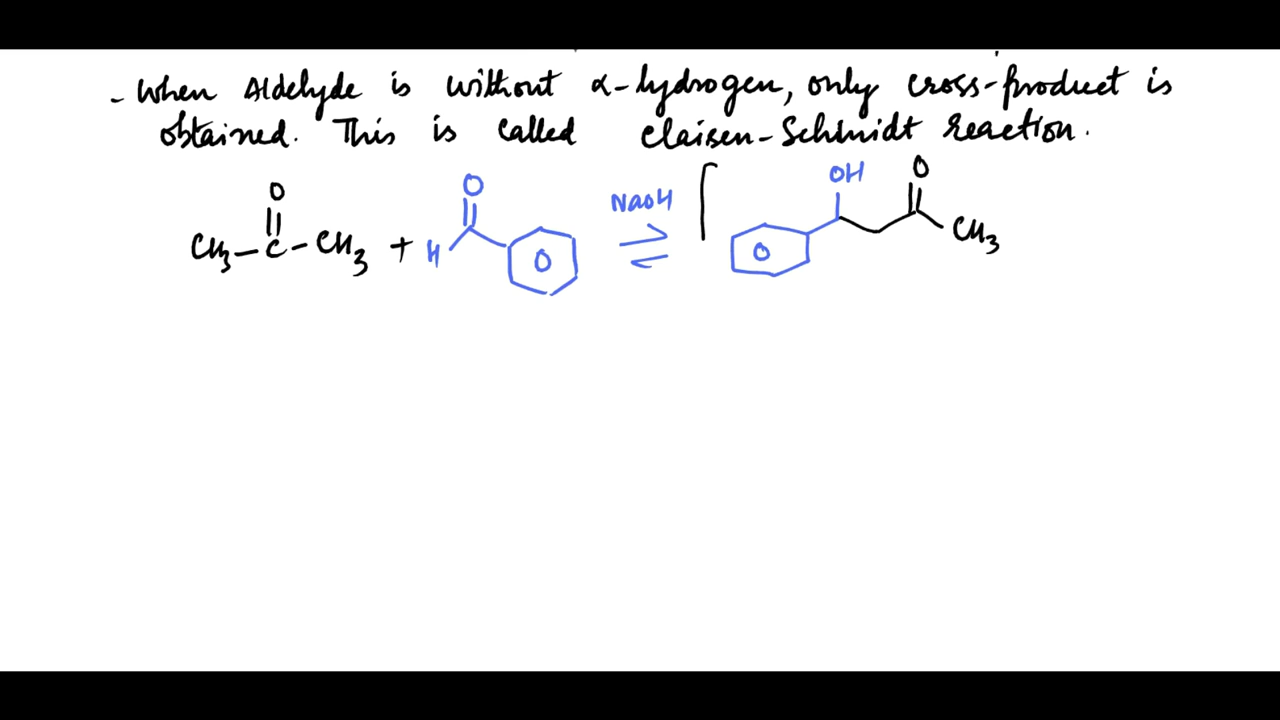 - When Aldelyde is without α-hydrogen, only cross-product is
obtained. This is called Claisen-Schmidt reaction.
O O NaOH OH O
CH₃-C-CH₃ + H CH₃